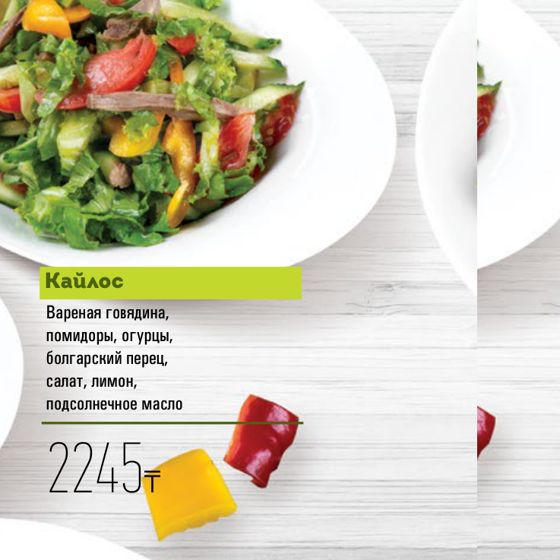 Кайлос
Вареная говядина,
помидоры, огурцы,
болгарский перец,
салат, лимон,
подсолнечное масло
2245₸